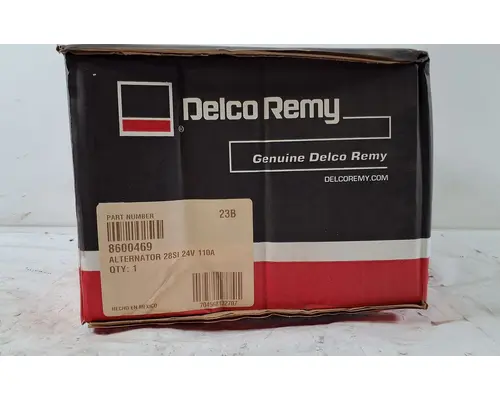 Delco Remy
®
Genuine Delco Remy
DELCOREMY.COM
PART NUMBER 23B
8600469
ALTERNATOR 28SI 24V 110A
QTY: 1
HECHO EN MEXICO